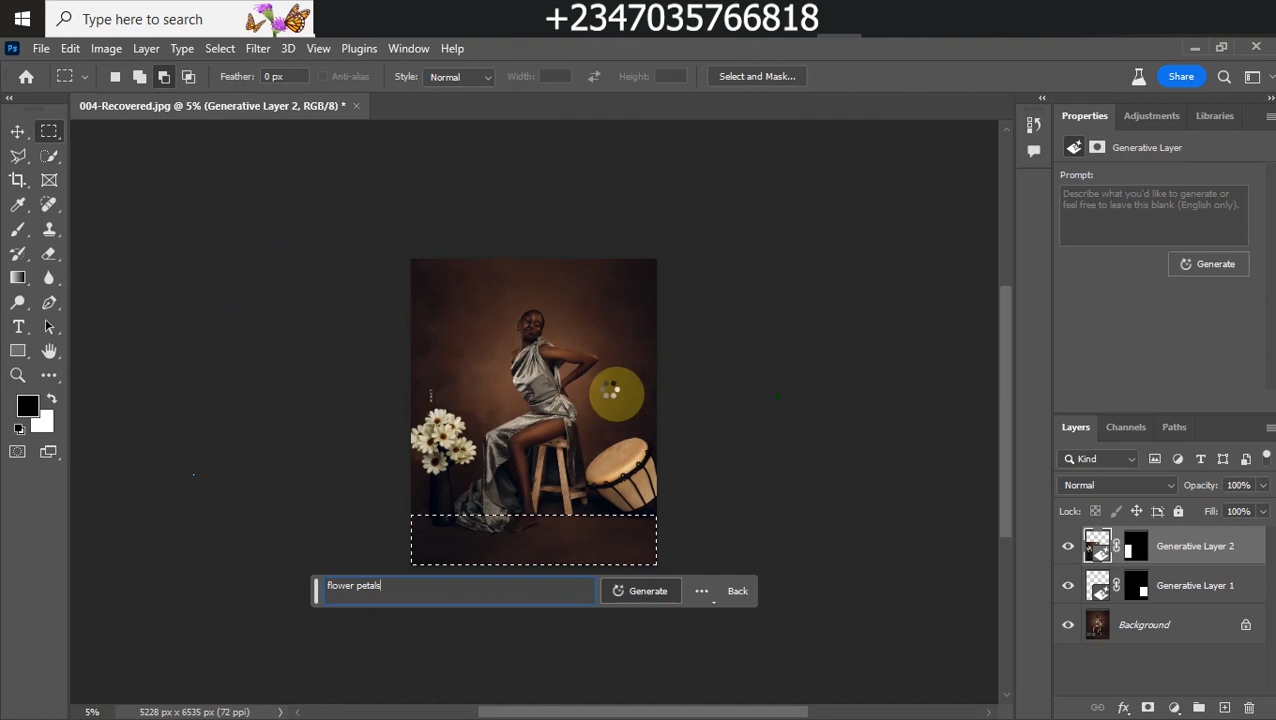 Type here to search
+2347035766818
Ps File Edit Image Layer Type Select Filter 3D View Plugins Window Help
Feather: 0 px Anti-alias Style: Normal Width: Height: Select and Mask... Share
004-Recovered.jpg @ 5% (Generative Layer 2, RGB/8) *
Properties Adjustments Libraries
Generative Layer
Prompt:
Describe what you'd like to generate or
feel free to leave this blank (English only).
Generate
Layers Channels Paths
Kind
Normal Opacity: 100%
Lock: Fill: 100%
Generative Layer 2
Generative Layer 1
Background
flower petals
Generate ... Back
5% 5228 px x 6535 px (72 ppi)